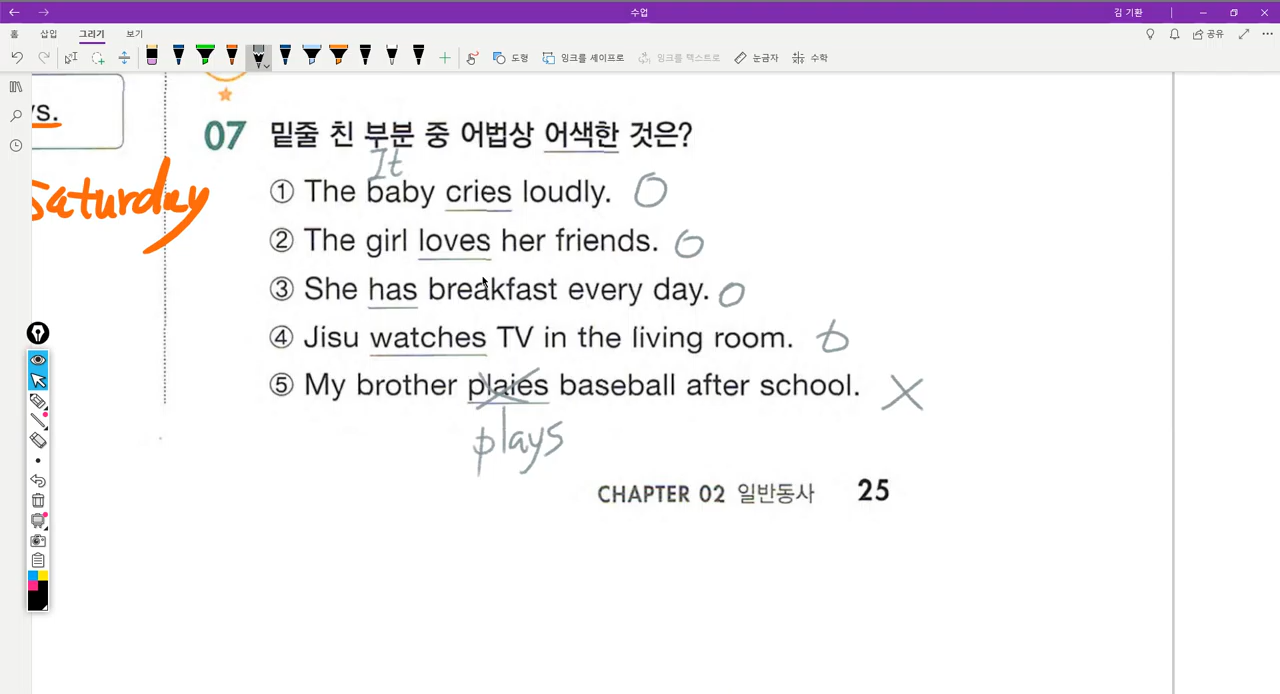 수업
김 기환
홈 삽입 그리기 보기
공유
도형 잉크를 셰이프로 잉크를 텍스트로 눈금자 수학
ys.
Saturday
07 밑줄 친 부분 중 어법상 어색한 것은?
It
① The baby cries loudly. O
② The girl loves her friends. O
③ She has breakfast every day. O
④ Jisu watches TV in the living room. O
⑤ My brother plaies baseball after school. X
plays
CHAPTER 02 일반동사 25